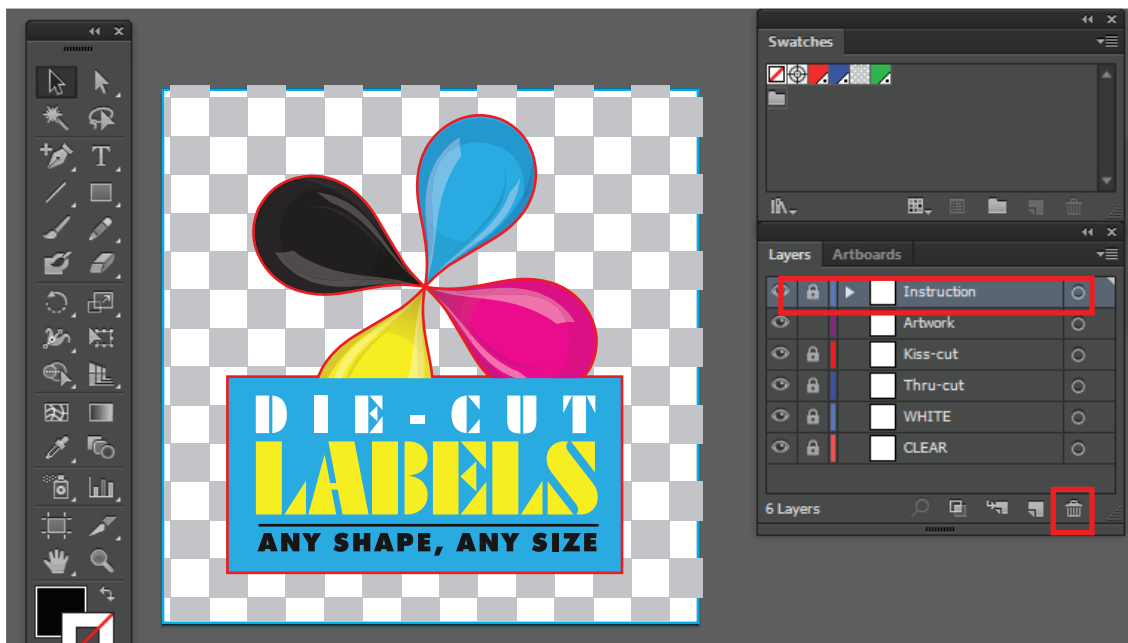 Swatches
DIE-CUT
LABELS
ANY SHAPE, ANY SIZE
Layers Artboards
Instruction
Artwork
Kiss-cut
Thru-cut
WHITE
CLEAR
6 Layers